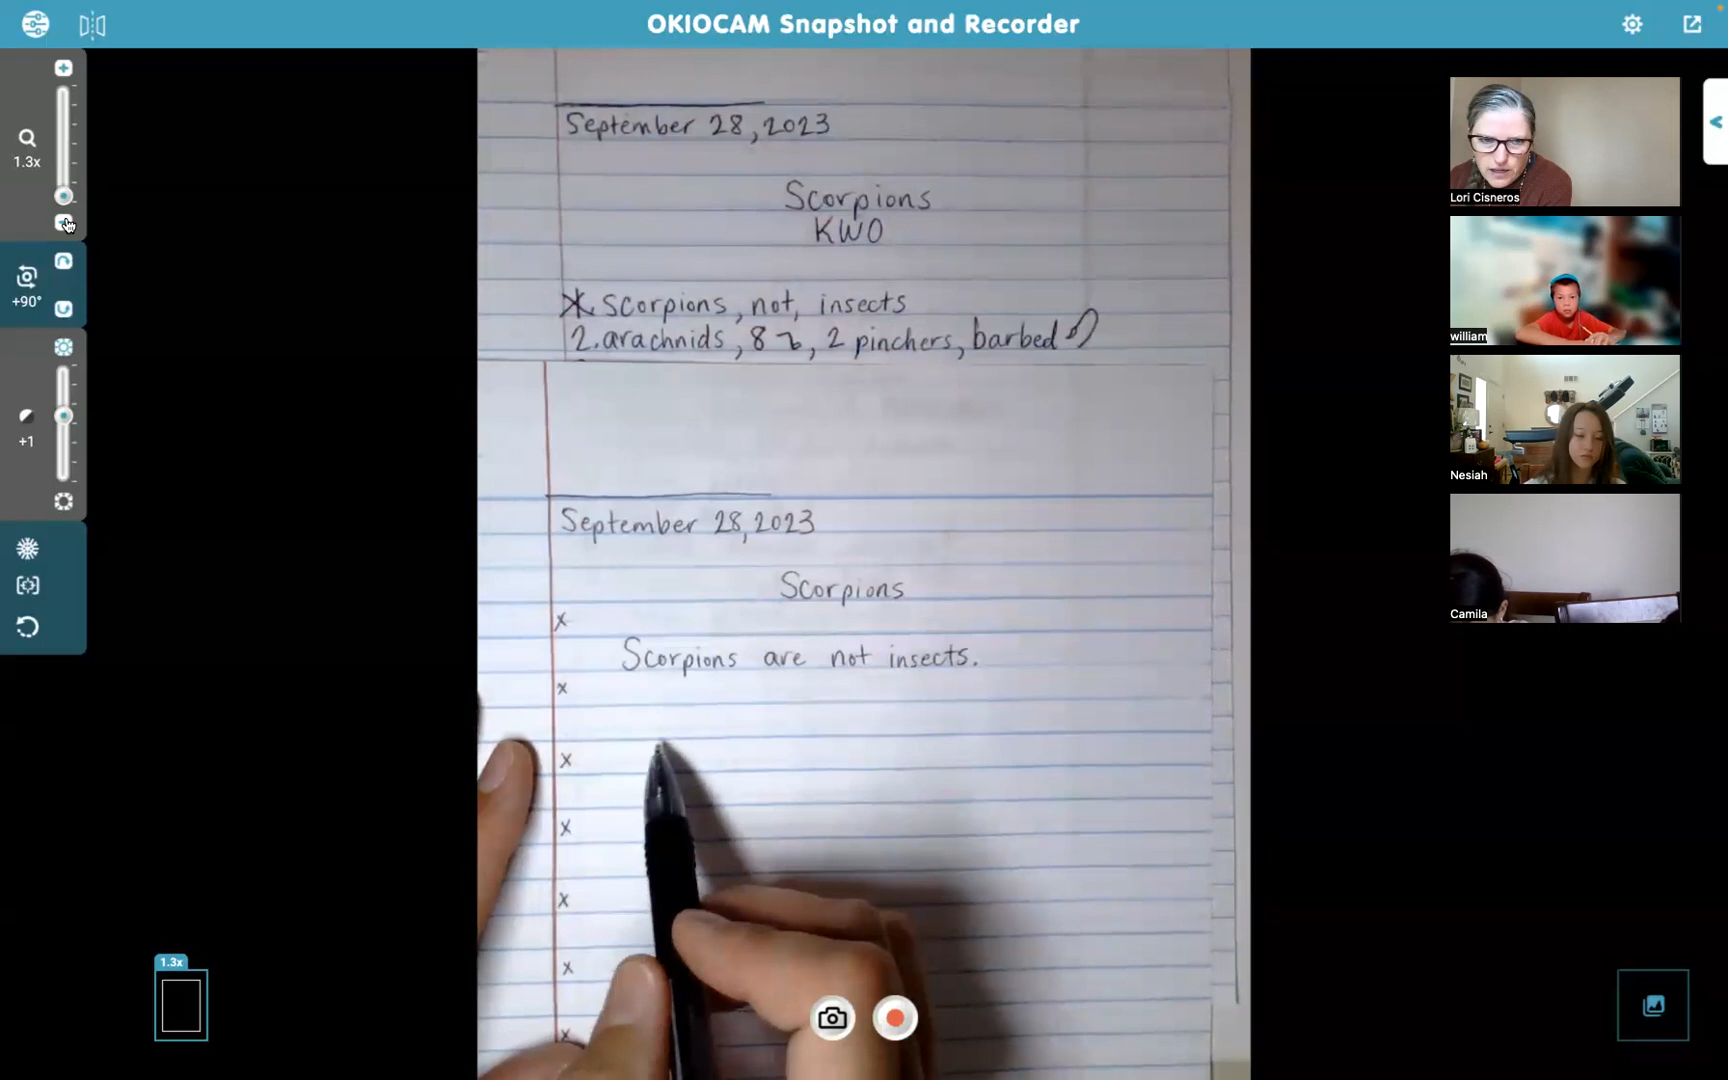 OKIOCAM Snapshot and Recorder
1.3x
+90°
+1
September 28, 2023
Scorpions
KWO
scorpions, not, insects
2. arachnids, 8, 2 pinchers, barbed
September 28, 2023
Scorpions
x
Scorpions are not insects.
x
x
x
x
x
x
1.3x
Lori Cisneros
william
Nesiah
Camila